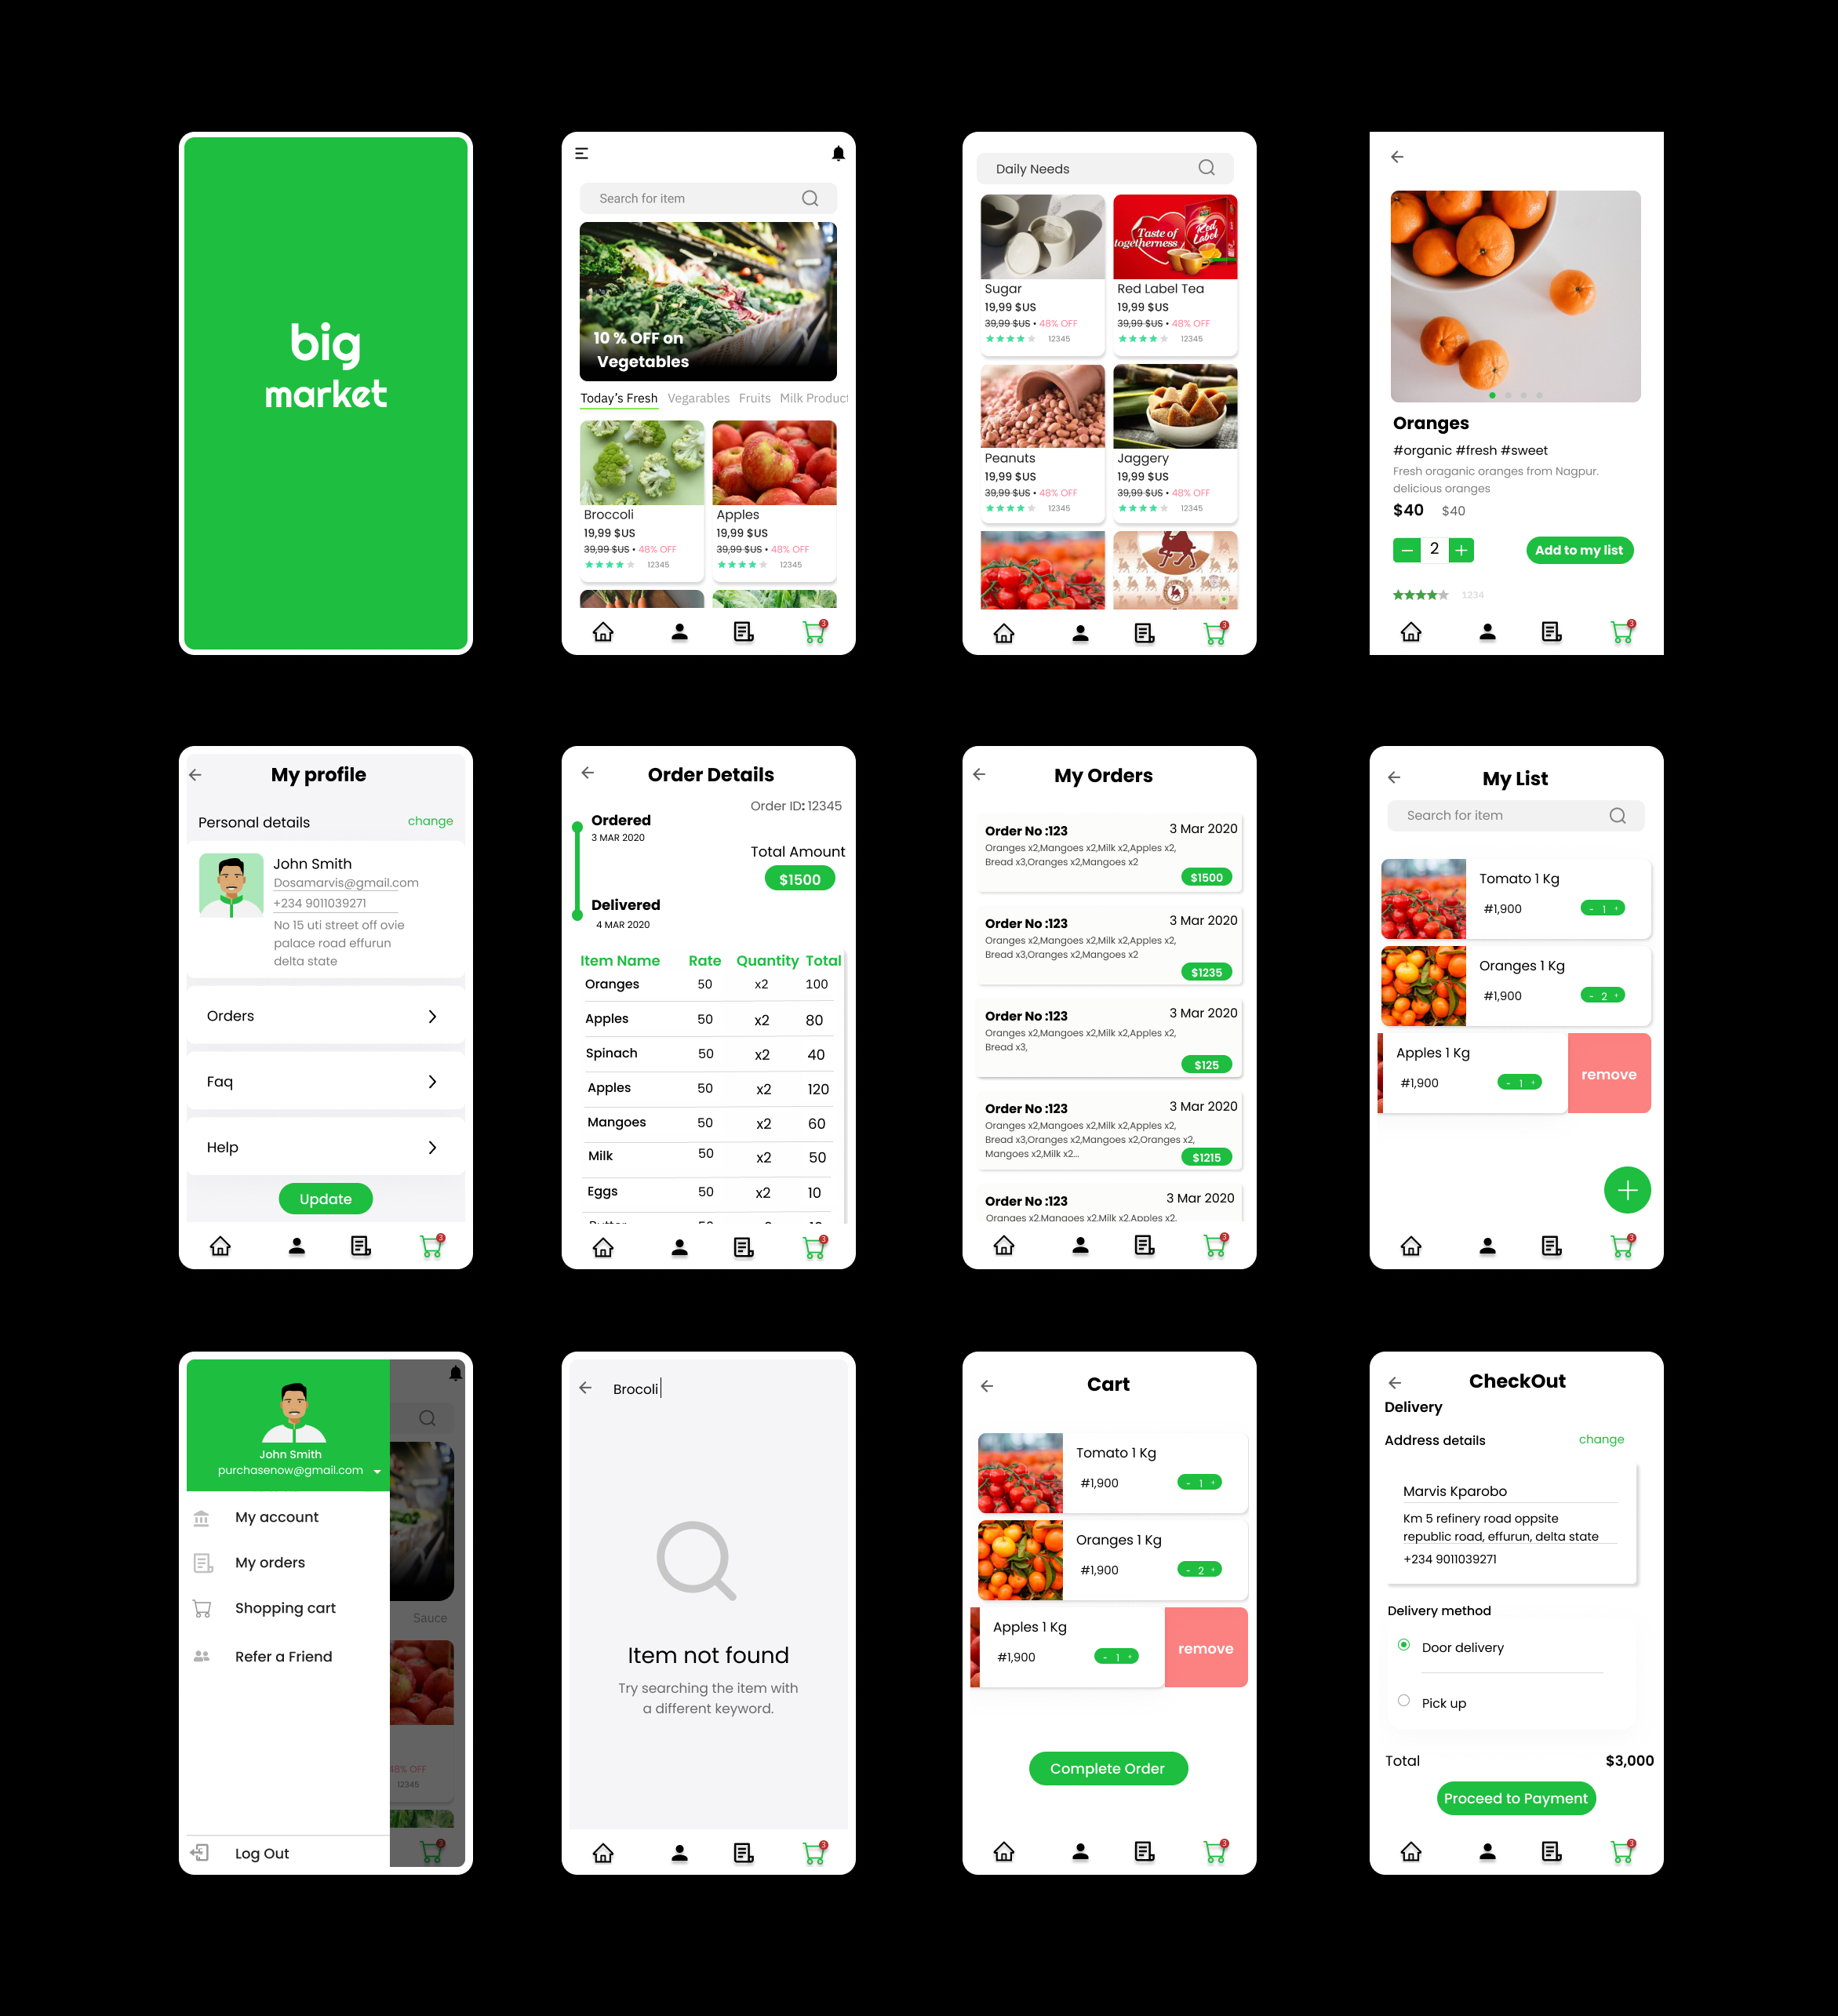 big
market
Search for item
10 % OFF on
Vegetables
Today's Fresh Vegarables Fruits Milk Product
Broccoli
19,99 $US
39,99 $US • 48% OFF
12345
Apples
19,99 $US
39,99 $US • 48% OFF
12345
3
Daily Needs
Taste of
togetherness
Red
Label
Sugar
19,99 $US
39,99 $US • 48% OFF
12345
Red Label Tea
19,99 $US
39,99 $US • 48% OFF
12345
Peanuts
19,99 $US
39,99 $US • 48% OFF
12345
Jaggery
19,99 $US
39,99 $US • 48% OFF
12345
3
Oranges
#organic #fresh #sweet
Fresh oraganic oranges from Nagpur.
delicious oranges
$40 $40
2
Add to my list
1234
3
My profile
Personal details change
John Smith
Dosamarvis@gmail.com
+234 9011039271
No 15 uti street off ovie
palace road effurun
delta state
Orders
Faq
Help
Update
3
Order Details
Order ID: 12345
Ordered
3 MAR 2020
Total Amount
$1500
Delivered
4 MAR 2020
Item Name Rate Quantity Total
Oranges 50 x2 100
Apples 50 x2 80
Spinach 50 x2 40
Apples 50 x2 120
Mangoes 50 x2 60
Milk 50 x2 50
Eggs 50 x2 10
3
My Orders
Order No :123 3 Mar 2020
Oranges x2,Mangoes x2,Milk x2,Apples x2,
Bread x3,Oranges x2,Mangoes x2
$1500
Order No :123 3 Mar 2020
Oranges x2,Mangoes x2,Milk x2,Apples x2,
Bread x3,Oranges x2,Mangoes x2
$1235
Order No :123 3 Mar 2020
Oranges x2,Mangoes x2,Milk x2,Apples x2,
Bread x3,
$125
Order No :123 3 Mar 2020
Oranges x2,Mangoes x2,Milk x2,Apples x2,
Bread x3,Oranges x2,Mangoes x2,Oranges x2,
Mangoes x2,Milk x2...
$1215
Order No :123 3 Mar 2020
Oranges x2,Mangoes x2,Milk x2,Apples x2,
3
My List
Search for item
Tomato 1 Kg
#1,900 - 1 +
Oranges 1 Kg
#1,900 - 2 +
Apples 1 Kg
#1,900 - 1 +
remove
3
John Smith
purchasenow@gmail.com
My account
My orders
Shopping cart
Refer a Friend
Log Out
Sauce
48% OFF
12345
3
Brocoli
Item not found
Try searching the item with
a different keyword.
3
Cart
Tomato 1 Kg
#1,900 - 1 +
Oranges 1 Kg
#1,900 - 2 +
Apples 1 Kg
#1,900 - 1 +
remove
Complete Order
3
CheckOut
Delivery
Address details change
Marvis Kparobo
Km 5 refinery road oppsite
republic road, effurun, delta state
+234 9011039271
Delivery method
Door delivery
Pick up
Total $3,000
Proceed to Payment
3